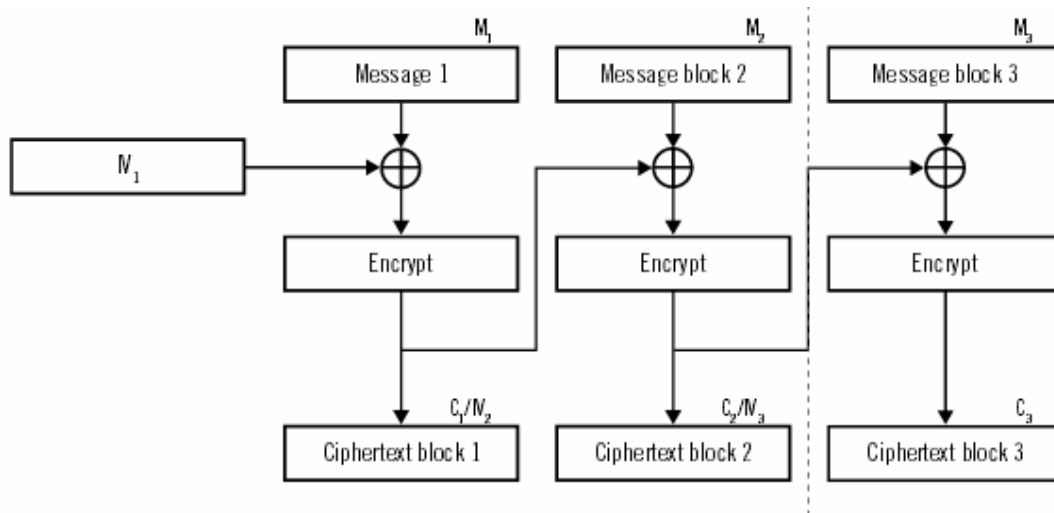 M₁
M₂
M₃
Message 1
Message block 2
Message block 3
IV₁
Encrypt
Encrypt
Encrypt
C₁/IV₂
C₂/IV₃
C₃
Ciphertext block 1
Ciphertext block 2
Ciphertext block 3